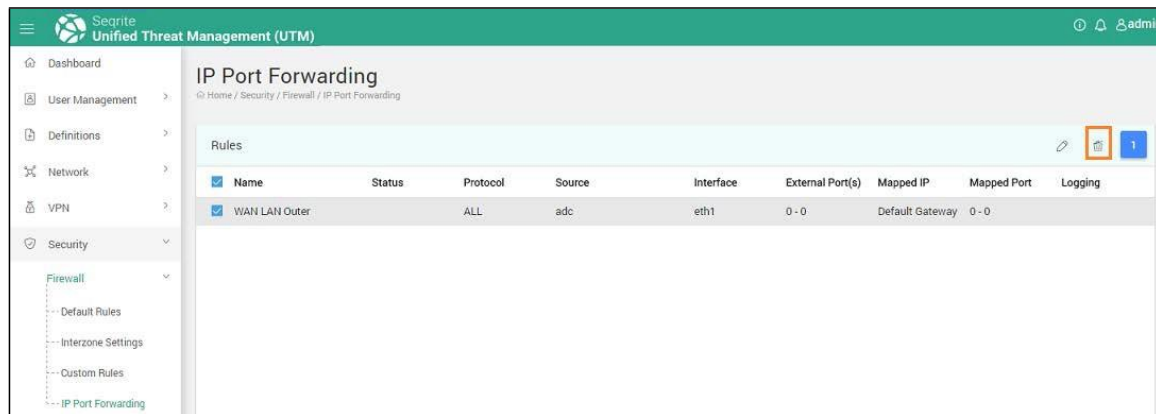 Seqrite
Unified Threat Management (UTM)
admi
Dashboard
User Management
Definitions
Network
VPN
Security
Firewall
Default Rules
Interzone Settings
Custom Rules
IP Port Forwarding
IP Port Forwarding
Home / Security / Firewall / IP Port Forwarding
Rules
1
Name Status Protocol Source Interface External Port(s) Mapped IP Mapped Port Logging
WAN LAN Outer ALL adc eth1 0 - 0 Default Gateway 0 - 0